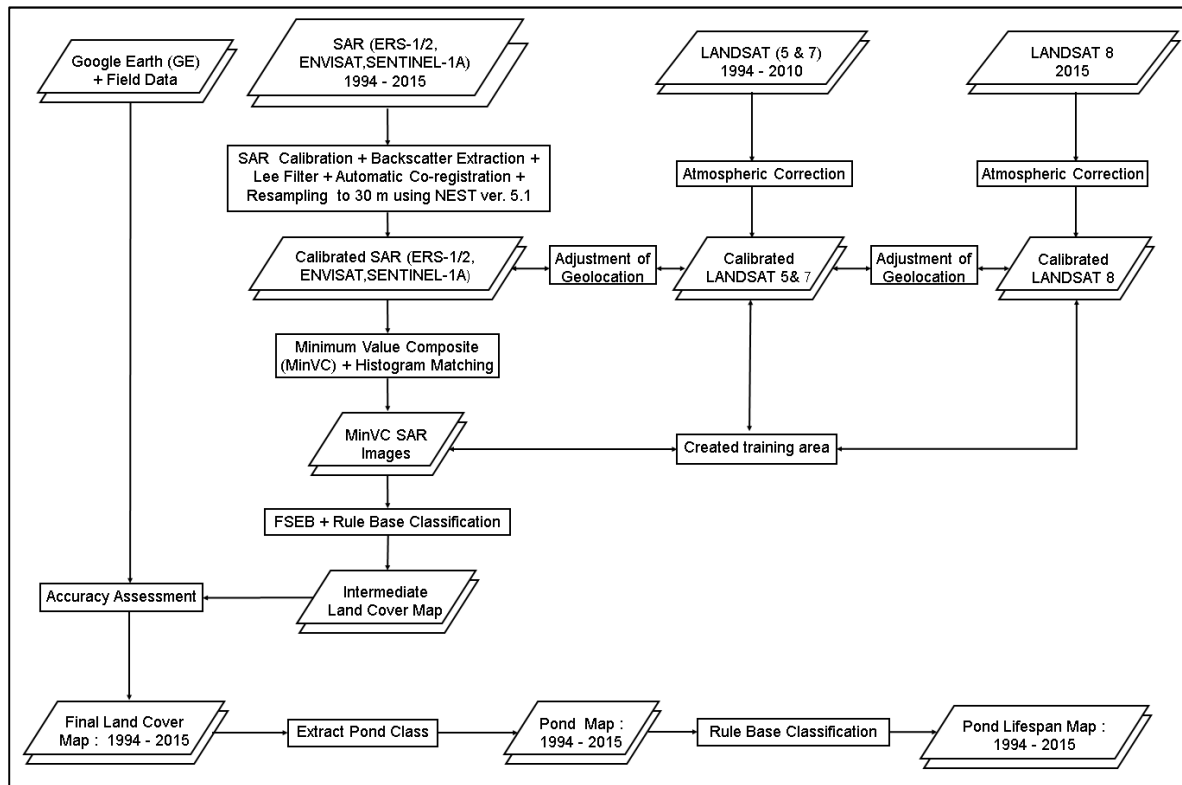 Google Earth (GE)
+ Field Data
SAR (ERS-1/2,
ENVISAT,SENTINEL-1A)
1994 - 2015
LANDSAT (5 & 7)
1994 - 2010
LANDSAT 8
2015
SAR Calibration + Backscatter Extraction +
Lee Filter + Automatic Co-registration +
Resampling to 30 m using NEST ver. 5.1
Atmospheric Correction
Atmospheric Correction
Calibrated SAR (ERS-1/2,
ENVISAT,SENTINEL-1A)
Adjustment of
Geolocation
Calibrated
LANDSAT 5& 7
Adjustment of
Geolocation
Calibrated
LANDSAT 8
Minimum Value Composite
(MinVC) + Histogram Matching
MinVC SAR
Images
Created training area
FSEB + Rule Base Classification
Accuracy Assessment
Intermediate
Land Cover Map
Final Land Cover
Map : 1994 - 2015
Extract Pond Class
Pond Map :
1994 - 2015
Rule Base Classification
Pond Lifespan Map :
1994 - 2015